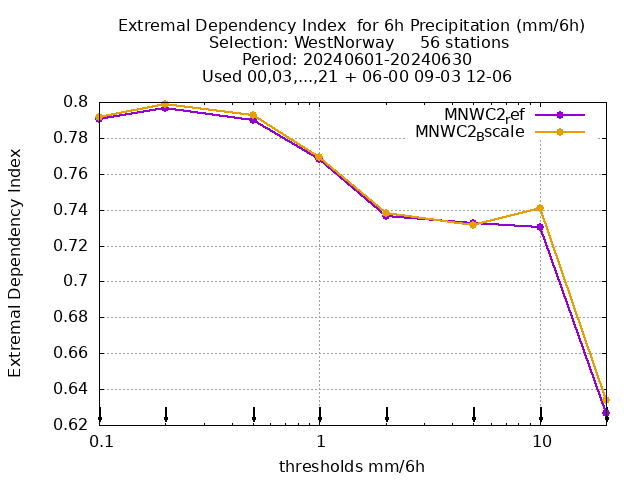 Extremal Dependency Index  for 6h Precipitation (mm/6h)
Selection: WestNorway     56 stations
Period: 20240601-20240630
Used 00,03,...,21 + 06-00 09-03 12-06
MNWC2_ref
MNWC2_Bscale
0.8
0.78
0.76
0.74
0.72
0.7
0.68
0.66
0.64
0.62
Extremal Dependency Index
0.1
1
10
thresholds mm/6h